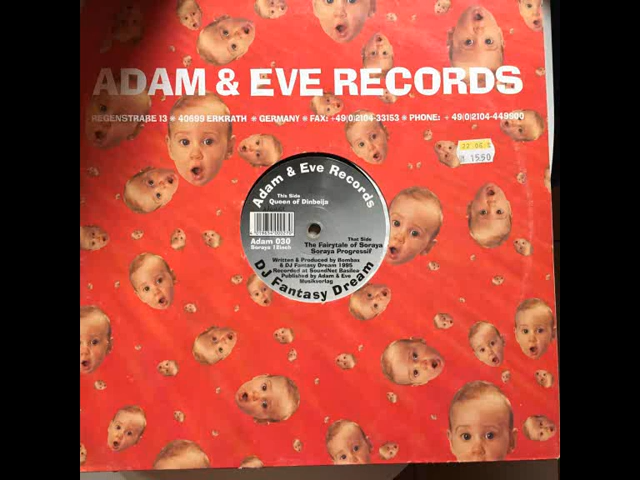 ADAM & EVE RECORDS
REGENSTRAßE 13 ● 40699 ERKRATH ● GERMANY ● FAX: +49(0)2104-33153 ● PHONE: +49(0)2104-449900
1590
Adam & Eve Records
This Side
Queen of Dinbeija
Adam 030
Soraya 12inch
That Side
The Fairytale of Soraya
Soraya Progressif
Written & Produced by Bombas
& DJ Fantasy Dream 1995
Recorded at SoundNet Basilea
Published by Adam & Eve
Musikverlag
DJ Fantasy Dream